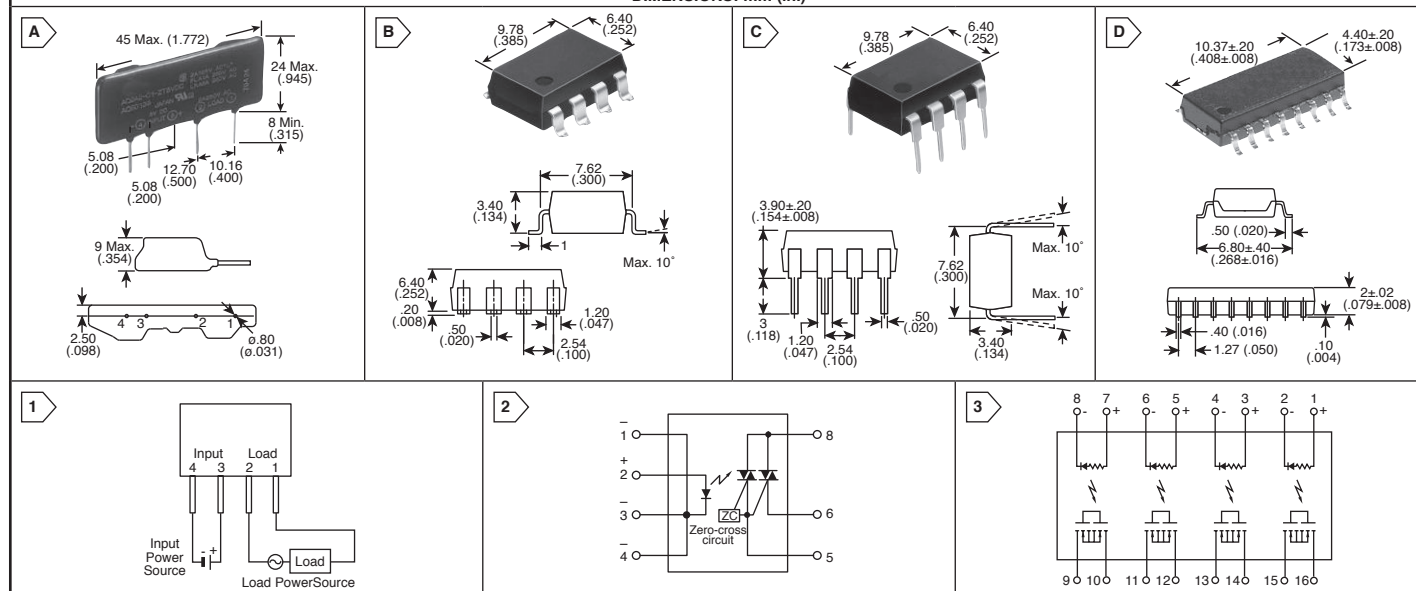 DIMENSIONS: MM (in.)
A
45 Max. (1.772)
24 Max.
(.945)
8 Min.
(.315)
5.08
(.200)
5.08
(.200)
12.70
(.500)
10.16
(.400)
9 Max.
(.354)
4 3 2 1
2.50
(.098)
ø.80
(ø.031)
B
9.78
(.385)
6.40
(.252)
7.62
(.300)
3.40
(.134)
1
Max. 10°
6.40
(.252)
.20
(.008)
.50
(.020)
1.20
(.047)
2.54
(.100)
C
9.78
(.385)
6.40
(.252)
3.90±.20
(.154±.008)
3
(.118)
1.20
(.047)
2.54
(.100)
.50
(.020)
Max. 10°
7.62
(.300)
Max. 10°
3.40
(.134)
D
10.37±.20
(.408±.008)
4.40±.20
(.173±.008)
.50 (.020)
6.80±.40
(.268±.016)
2±.02
(.079±.008)
.40 (.016)
1.27 (.050)
.10
(.004)
1
Input Load
4 3 2 1
Input
Power
Source
- +
Load
Load PowerSource
2
–
1
+
2
–
3
–
4
8
6
5
ZC
Zero-cross
circuit
3
8 7 6 5 4 3 2 1
- + - + - + - +
9 10 11 12 13 14 15 16